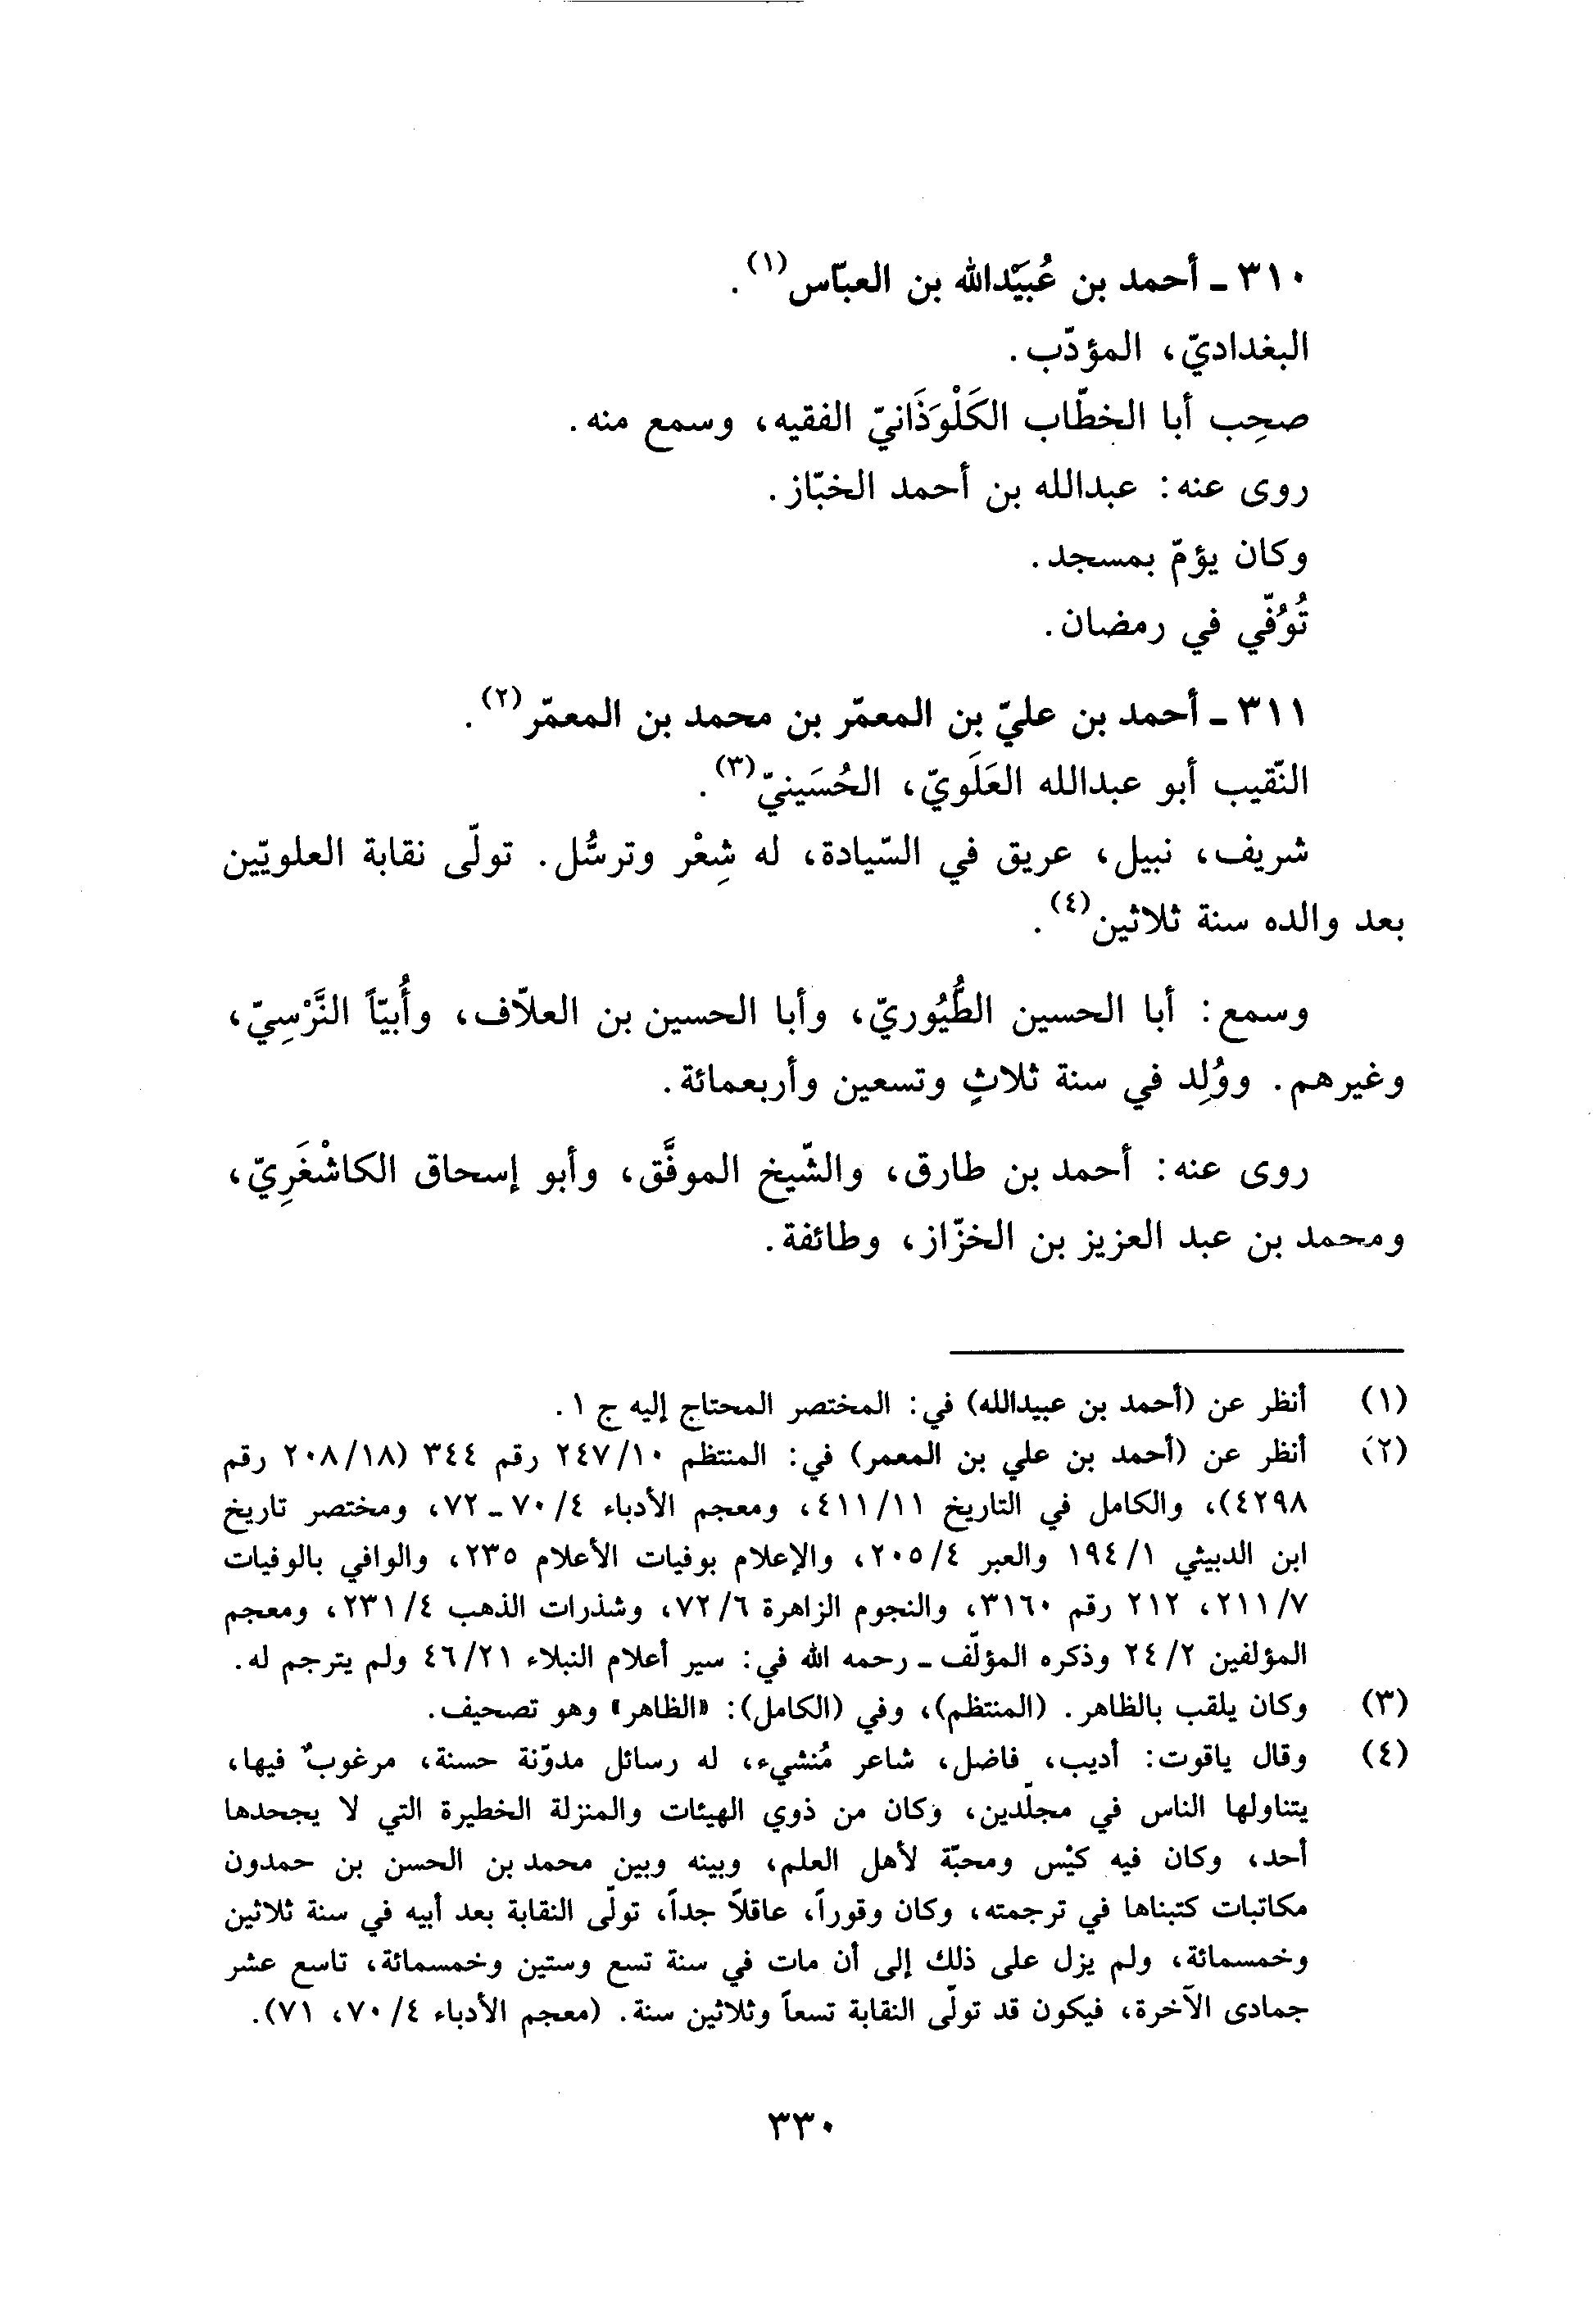 ٣١٠ ـ أحمد بن عُبَيْدالله بن العبّاس(١).
البغداديّ، المؤدّب.
صحِب أبا الخطّاب الكَلْوَذَانيّ الفقيه، وسمع منه.
روى عنه: عبدالله بن أحمد الخبّاز.
وكان يؤمّ بمسجد.
تُوُفّي في رمضان.
٣١١ ـ أحمد بن عليّ بن المعمّر بن محمد بن المعمّر(٢).
النّقيب أبو عبدالله العَلَويّ، الحُسَينيّ(٣).
شريف، نبيل، عريق في السّيادة، له شِعْر وترسُّل. تولّى نقابة العلويّين
بعد والده سنة ثلاثين(٤).
وسمع: أبا الحسين الطُّيُوريّ، وأبا الحسين بن العلاّف، وأُبيّاً النَّرْسِيّ،
وغيرهم. ووُلِد في سنة ثلاثٍ وتسعين وأربعمائة.
روى عنه: أحمد بن طارق، والشّيخ الموفَّق، وأبو إسحاق الكاشْغَرِيّ،
ومحمد بن عبد العزيز بن الخزّاز، وطائفة.
(١) أنظر عن (أحمد بن عبيدالله) في: المختصر المحتاج إليه ج ١.
(٢) أنظر عن (أحمد بن علي بن المعمر) في: المنتظم ٢٤٧/١٠ رقم ٣٤٤ (٢٠٨/١٨ رقم
٤٢٩٨)، والكامل في التاريخ ٤١١/١١، ومعجم الأدباء ٧٠/٤ ـ ٧٢، ومختصر تاريخ
ابن الدبيثي ١٩٤/١ والعبر ٢٠٥/٤، والإعلام بوفيات الأعلام ٢٣٥، والوافي بالوفيات
٢١١/٧، ٢١٢ رقم ٣١٦٠، والنجوم الزاهرة ٧٢/٦، وشذرات الذهب ٢٣١/٤، ومعجم
المؤلفين ٢٤/٢ وذكره المؤلّف ـ رحمه الله في: سير أعلام النبلاء ٤٦/٢١ ولم يترجم له.
(٣) وكان يلقب بالظاهر. (المنتظم)، وفي (الكامل): «الظاهر» وهو تصحيف.
(٤) وقال ياقوت: أديب، فاضل، شاعر مُنشيء، له رسائل مدوّنة حسنة، مرغوبٌ فيها،
يتناولها الناس في مجلّدين، وكان من ذوي الهيئات والمنزلة الخطيرة التي لا يجحدها
أحد، وكان فيه كيْس ومحبّة لأهل العلم، وبينه وبين محمد بن الحسن بن حمدون
مكاتبات كتبناها في ترجمته، وكان وقوراً، عاقلاً جداً، تولّى النقابة بعد أبيه في سنة ثلاثين
وخمسمائة، ولم يزل على ذلك إلى أن مات في سنة تسع وستين وخمسمائة، تاسع عشر
جمادى الآخرة، فيكون قد تولّى النقابة تسعاً وثلاثين سنة. (معجم الأدباء ٧٠/٤، ٧١).
٣٣٠